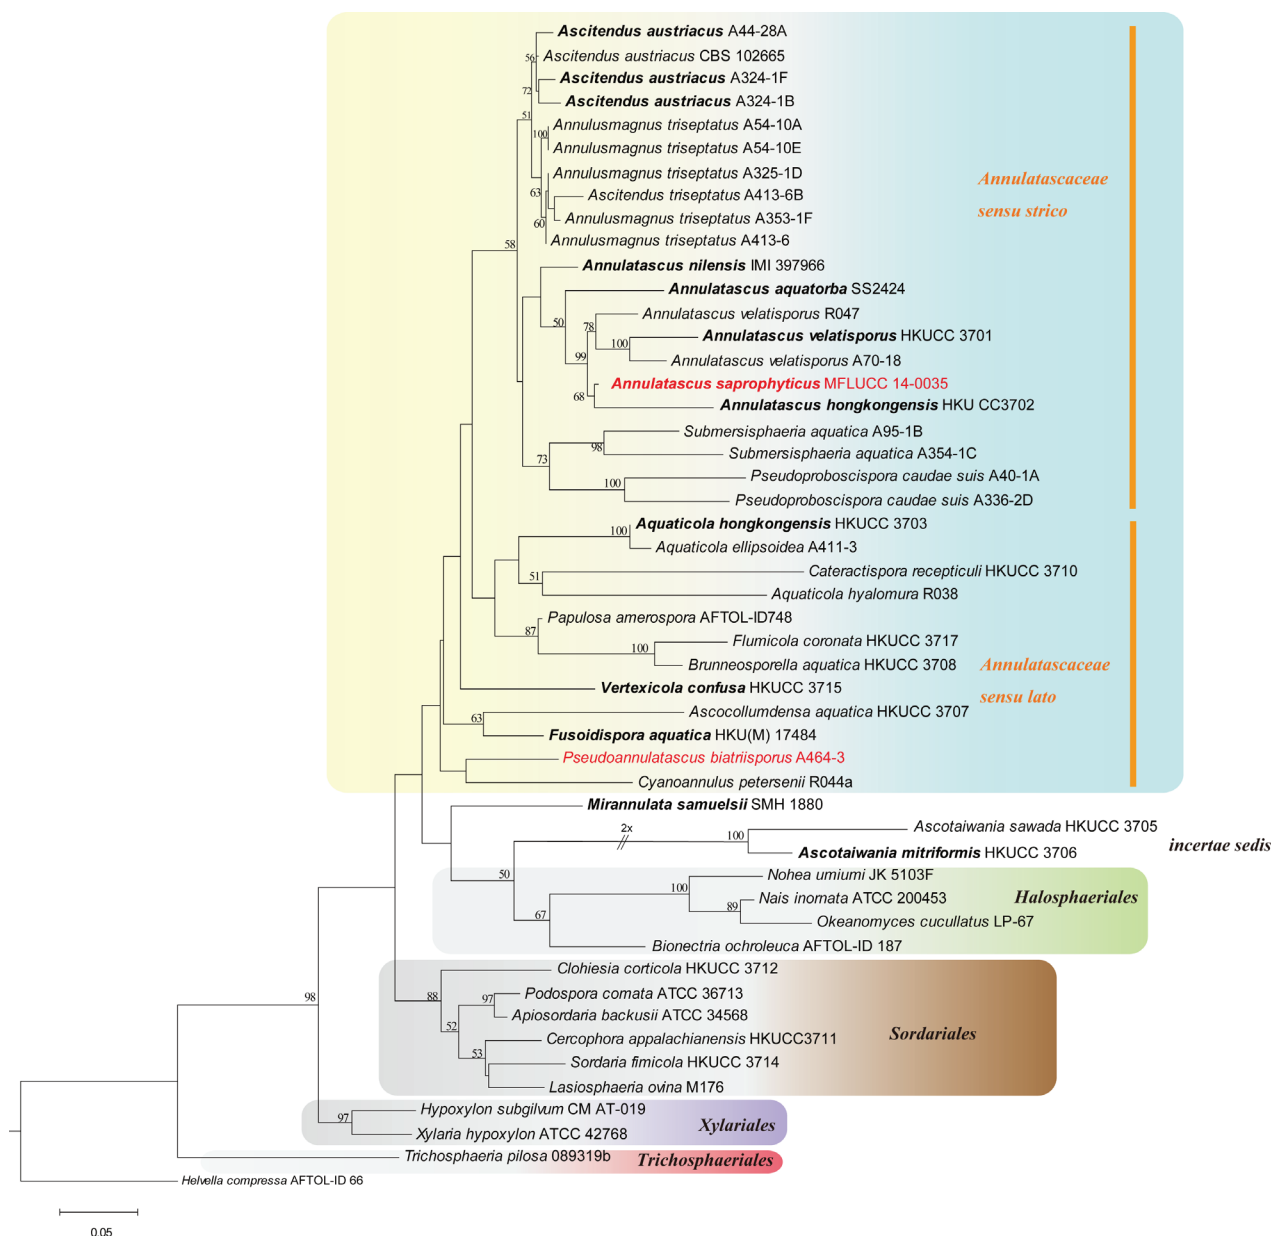 Ascitendus austriacus A44-28A
56
Ascitendus austriacus CBS 102665
Ascitendus austriacus A324-1F
72
Ascitendus austriacus A324-1B
51
Annulusmagnus triseptatus A54-10A
100
Annulusmagnus triseptatus A54-10E
Annulusmagnus triseptatus A325-1D
63
Ascitendus triseptatus A413-6B
Annulusmagnus triseptatus A353-1F
60
Annulusmagnus triseptatus A413-6
Annulatascaceae
sensu strico
58
Annulatascus nilensis IMI 397966
Annulatascus aquatorba SS2424
50
Annulatascus velatisporus R047
78
Annulatascus velatisporus HKUCC 3701
100
Annulatascus velatisporus A70-18
99
Annulatascus saprophyticus MFLUCC 14-0035
68
Annulatascus hongkongensis HKU CC3702
Submersisphaeria aquatica A95-1B
98
Submersisphaeria aquatica A354-1C
73
Pseudoproboscispora caudae suis A40-1A
100
Pseudoproboscispora caudae suis A336-2D
Aquaticola hongkongensis HKUCC 3703
100
Aquaticola ellipsoidea A411-3
Cateractispora recepticuli HKUCC 3710
51
Aquaticola hyalomura R038
Papulosa amerospora AFTOL-ID748
87
Flumicola coronata HKUCC 3717
100
Brunneosporella aquatica HKUCC 3708
Annulatascaceae
sensu lato
Vertexicola confusa HKUCC 3715
Ascocollumdensa aquatica HKUCC 3707
63
Fusoidispora aquatica HKU(M) 17484
Pseudoannulatascus biatriisporus A464-3
Cyanoannulus petersenii R044a
Mirannulata samuelsii SMH 1880
2x
Ascotaiwania sawada HKUCC 3705
100
Ascotaiwania mitriformis HKUCC 3706
incertae sedis
50
Nohea umiumi JK 5103F
100
Nais inomata ATCC 200453
89
Okeanomyces cucullatus LP-67
67
Bionectria ochroleuca AFTOL-ID 187
Halosphaeriales
Clohiesia corticola HKUCC 3712
88
Podospora comata ATCC 36713
97
Apiosordaria backusii ATCC 34568
52
Cercophora appalachianensis HKUCC3711
53
Sordaria fimicola HKUCC 3714
Lasiosphaeria ovina M176
Sordariales
98
Hypoxylon subgilvum CM AT-019
97
Xylaria hypoxylon ATCC 42768
Xylariales
Trichosphaeria pilosa 089319b
Trichosphaeriales
Helvella compressa AFTOL-ID 66
0.05